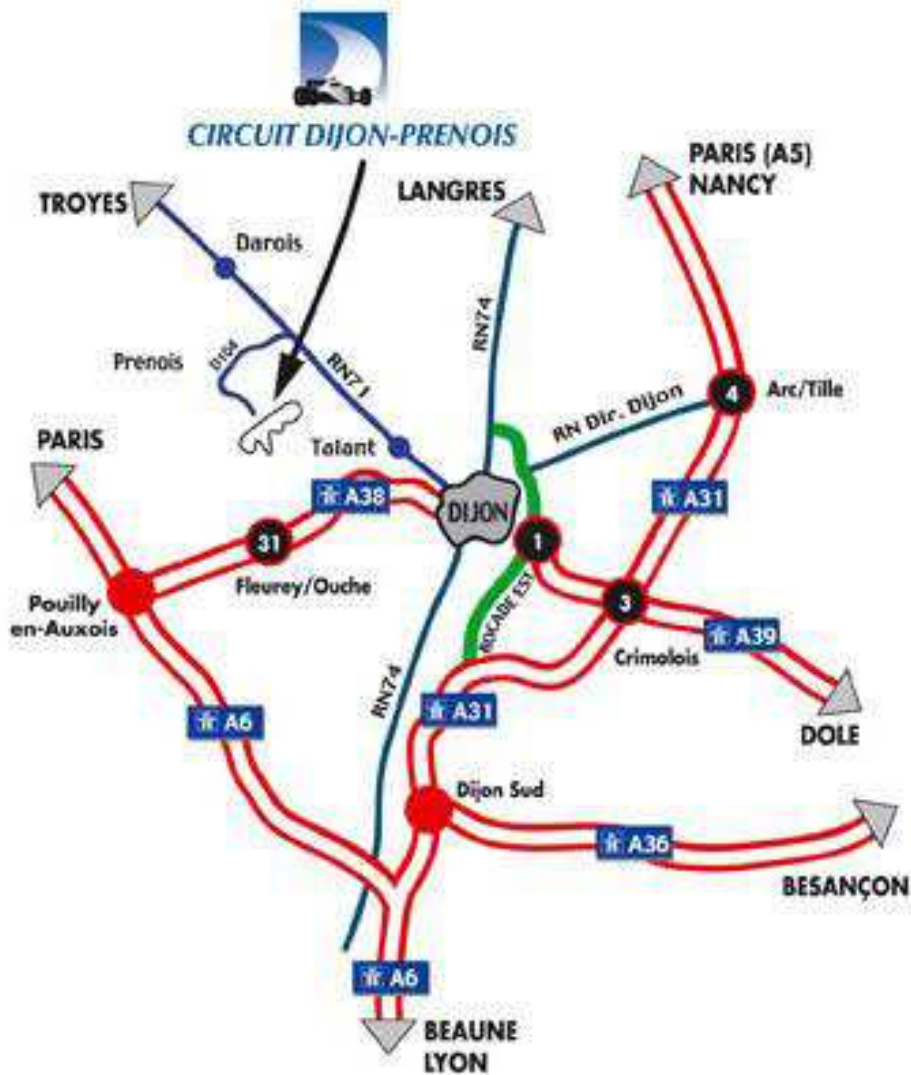 CIRCUIT DIJON-PRENOIS
TROYES
LANGRES
PARIS (A5)
NANCY
Darois
RN74
Prenois
D104
RN71
RN Dir. Dijon
4
Arc/Tille
PARIS
Talant
A38
A31
DIJON
31
1
Fleurey/Ouche
ROCADE EST
3
Pouilly
en-Auxois
A39
Crimolois
RN74
A6
A31
DOLE
Dijon Sud
A36
BESANÇON
A6
BEAUNE
LYON